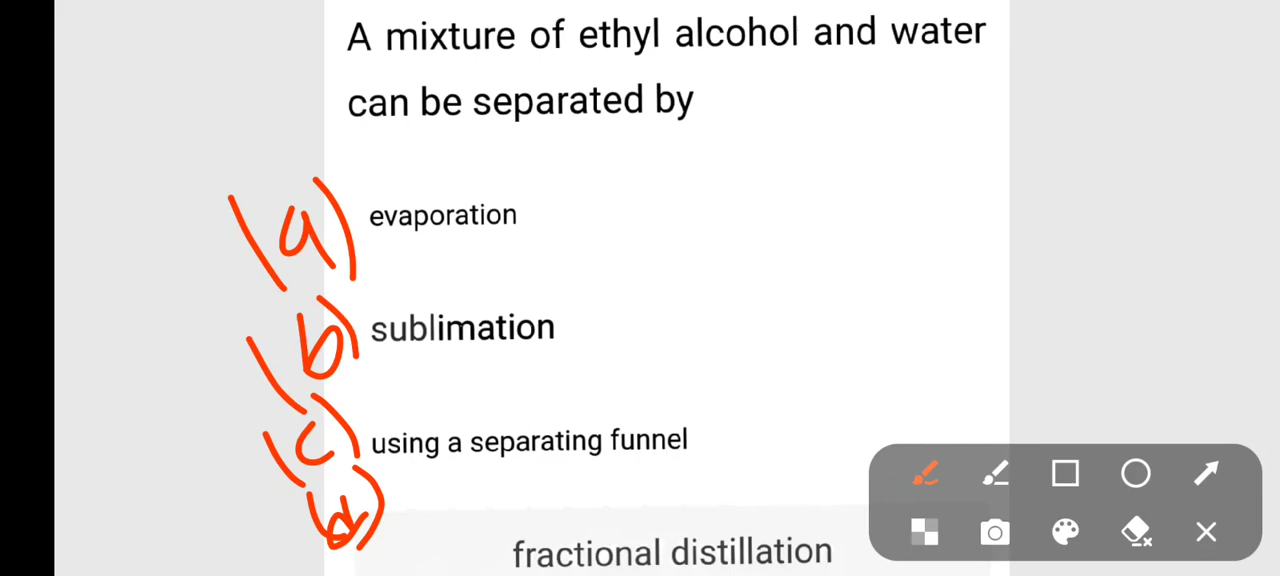 A mixture of ethyl alcohol and water
can be separated by
(a) evaporation
(b) sublimation
(c) using a separating funnel
(d) fractional distillation